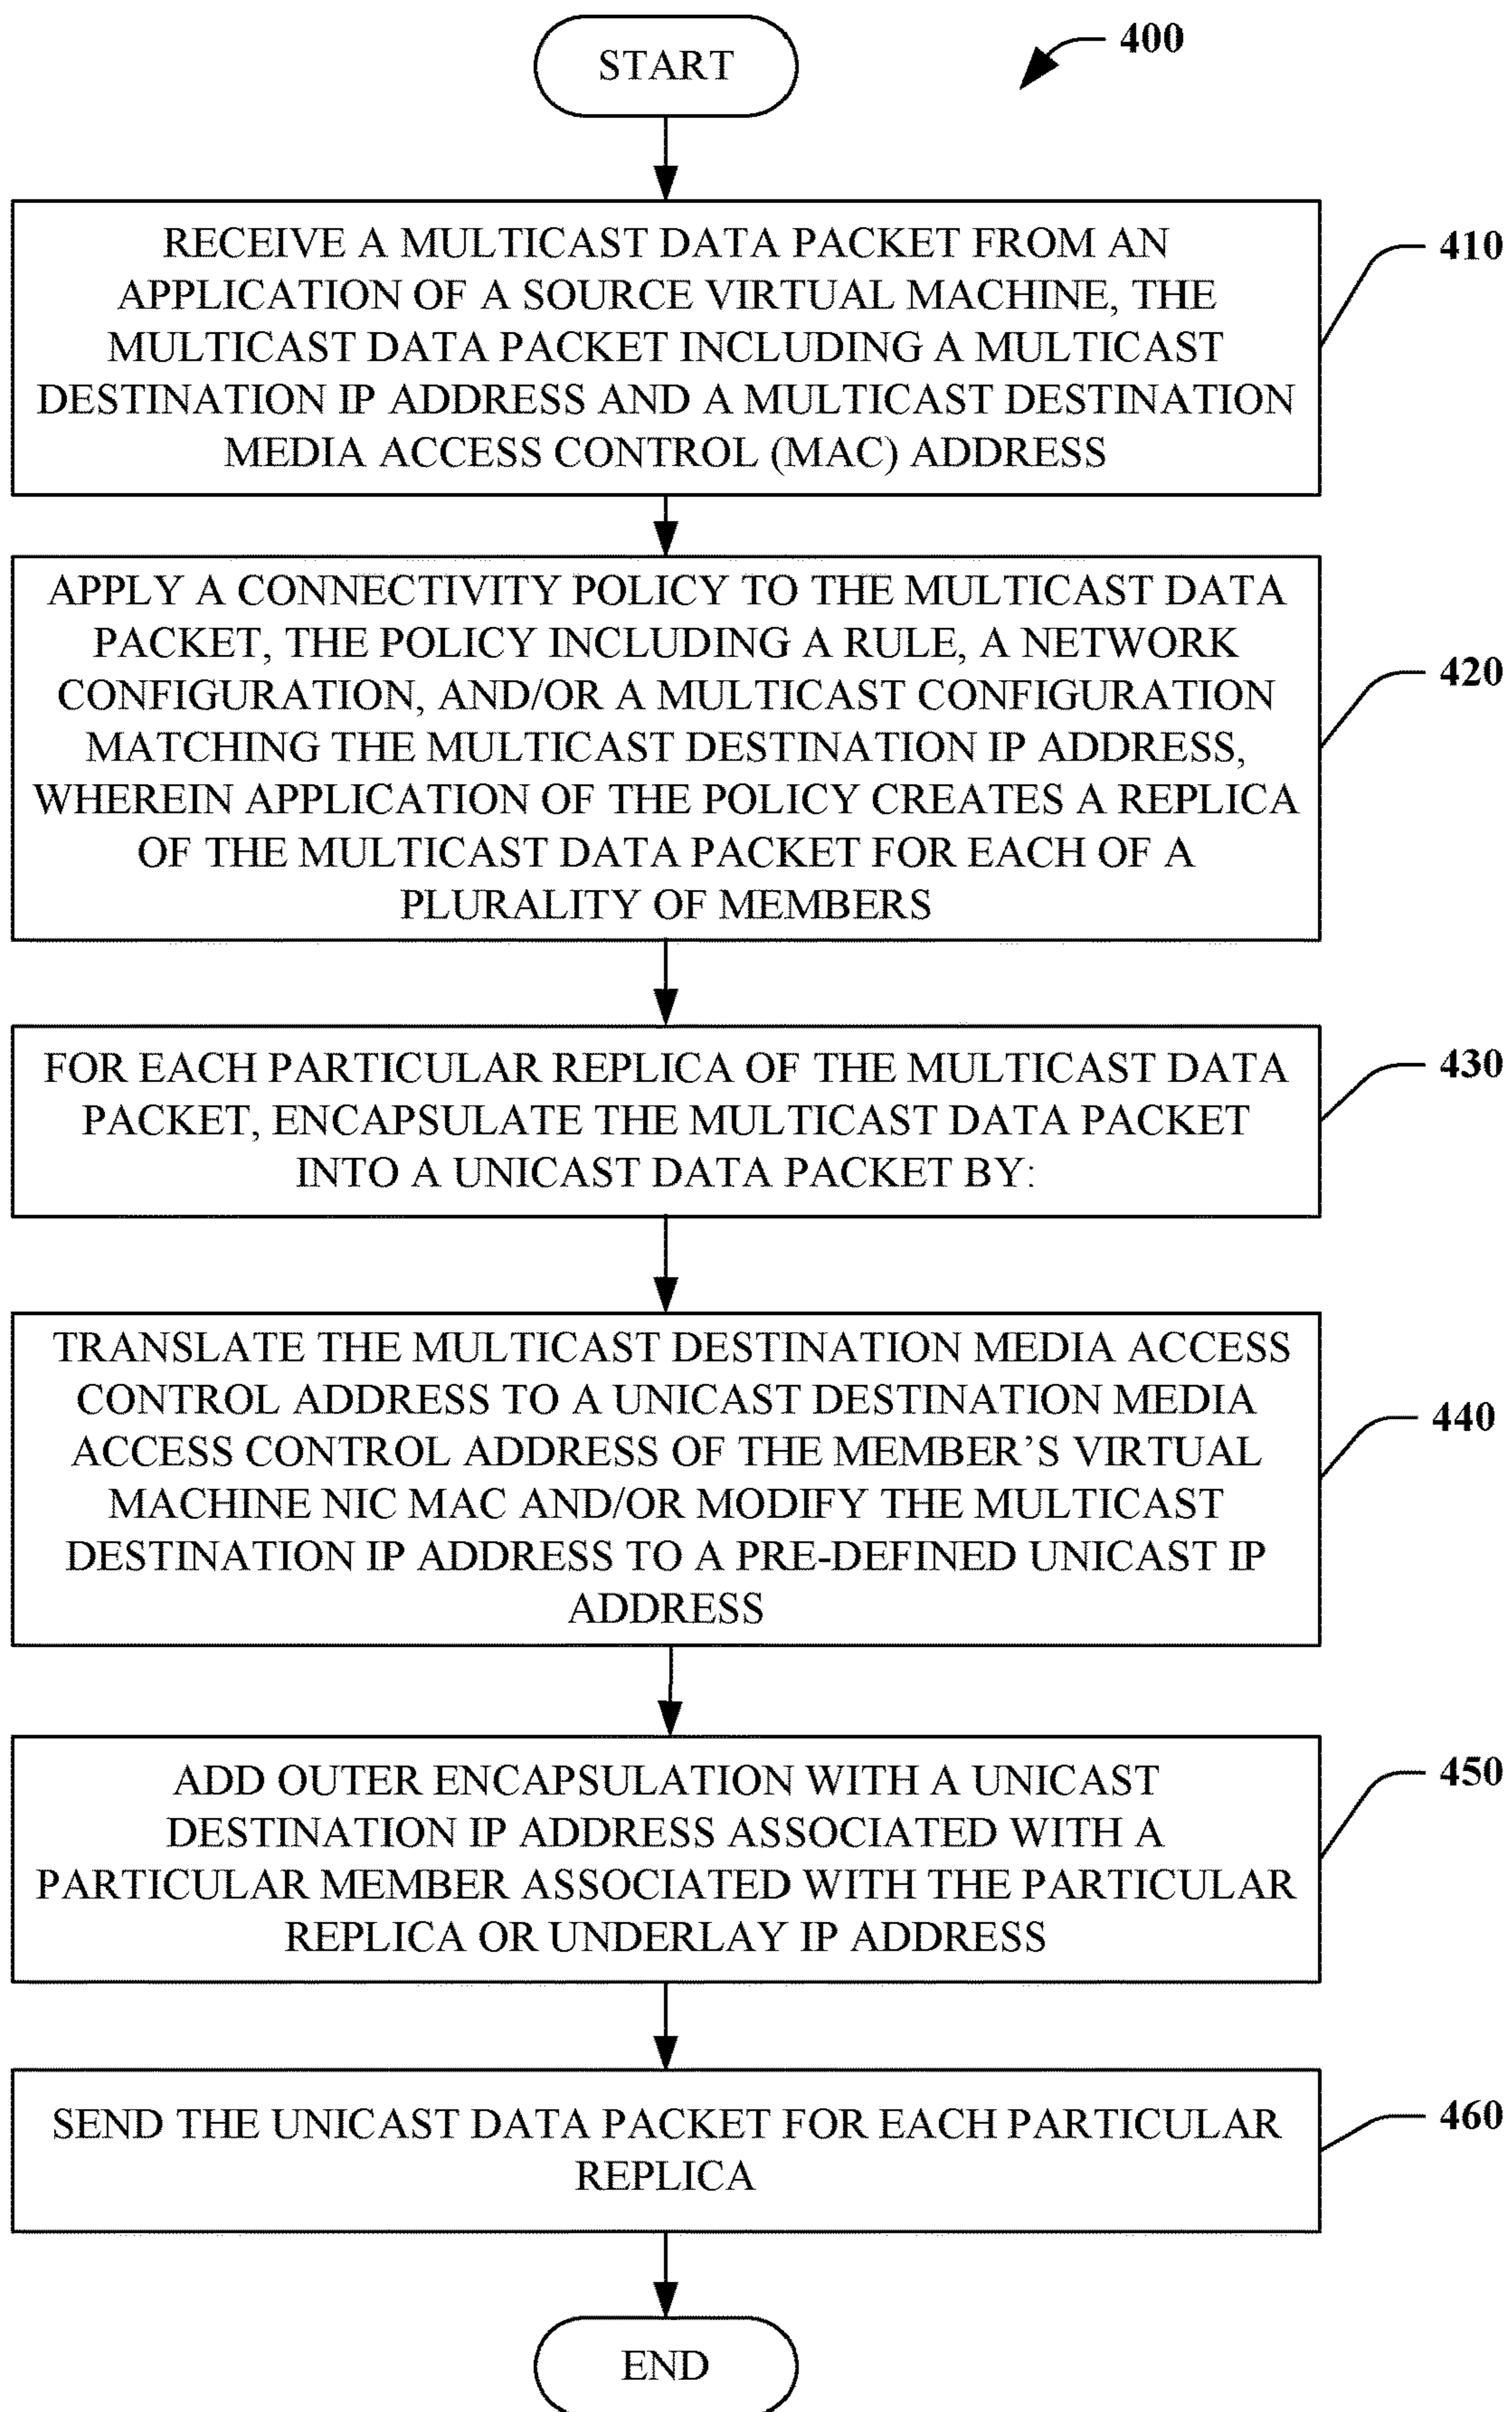 START
400
RECEIVE A MULTICAST DATA PACKET FROM AN
APPLICATION OF A SOURCE VIRTUAL MACHINE, THE
MULTICAST DATA PACKET INCLUDING A MULTICAST
DESTINATION IP ADDRESS AND A MULTICAST DESTINATION
MEDIA ACCESS CONTROL (MAC) ADDRESS
410
APPLY A CONNECTIVITY POLICY TO THE MULTICAST DATA
PACKET, THE POLICY INCLUDING A RULE, A NETWORK
CONFIGURATION, AND/OR A MULTICAST CONFIGURATION
MATCHING THE MULTICAST DESTINATION IP ADDRESS,
WHEREIN APPLICATION OF THE POLICY CREATES A REPLICA
OF THE MULTICAST DATA PACKET FOR EACH OF A
PLURALITY OF MEMBERS
420
FOR EACH PARTICULAR REPLICA OF THE MULTICAST DATA
PACKET, ENCAPSULATE THE MULTICAST DATA PACKET
INTO A UNICAST DATA PACKET BY:
430
TRANSLATE THE MULTICAST DESTINATION MEDIA ACCESS
CONTROL ADDRESS TO A UNICAST DESTINATION MEDIA
ACCESS CONTROL ADDRESS OF THE MEMBER’S VIRTUAL
MACHINE NIC MAC AND/OR MODIFY THE MULTICAST
DESTINATION IP ADDRESS TO A PRE-DEFINED UNICAST IP
ADDRESS
440
ADD OUTER ENCAPSULATION WITH A UNICAST
DESTINATION IP ADDRESS ASSOCIATED WITH A
PARTICULAR MEMBER ASSOCIATED WITH THE PARTICULAR
REPLICA OR UNDERLAY IP ADDRESS
450
SEND THE UNICAST DATA PACKET FOR EACH PARTICULAR
REPLICA
460
END